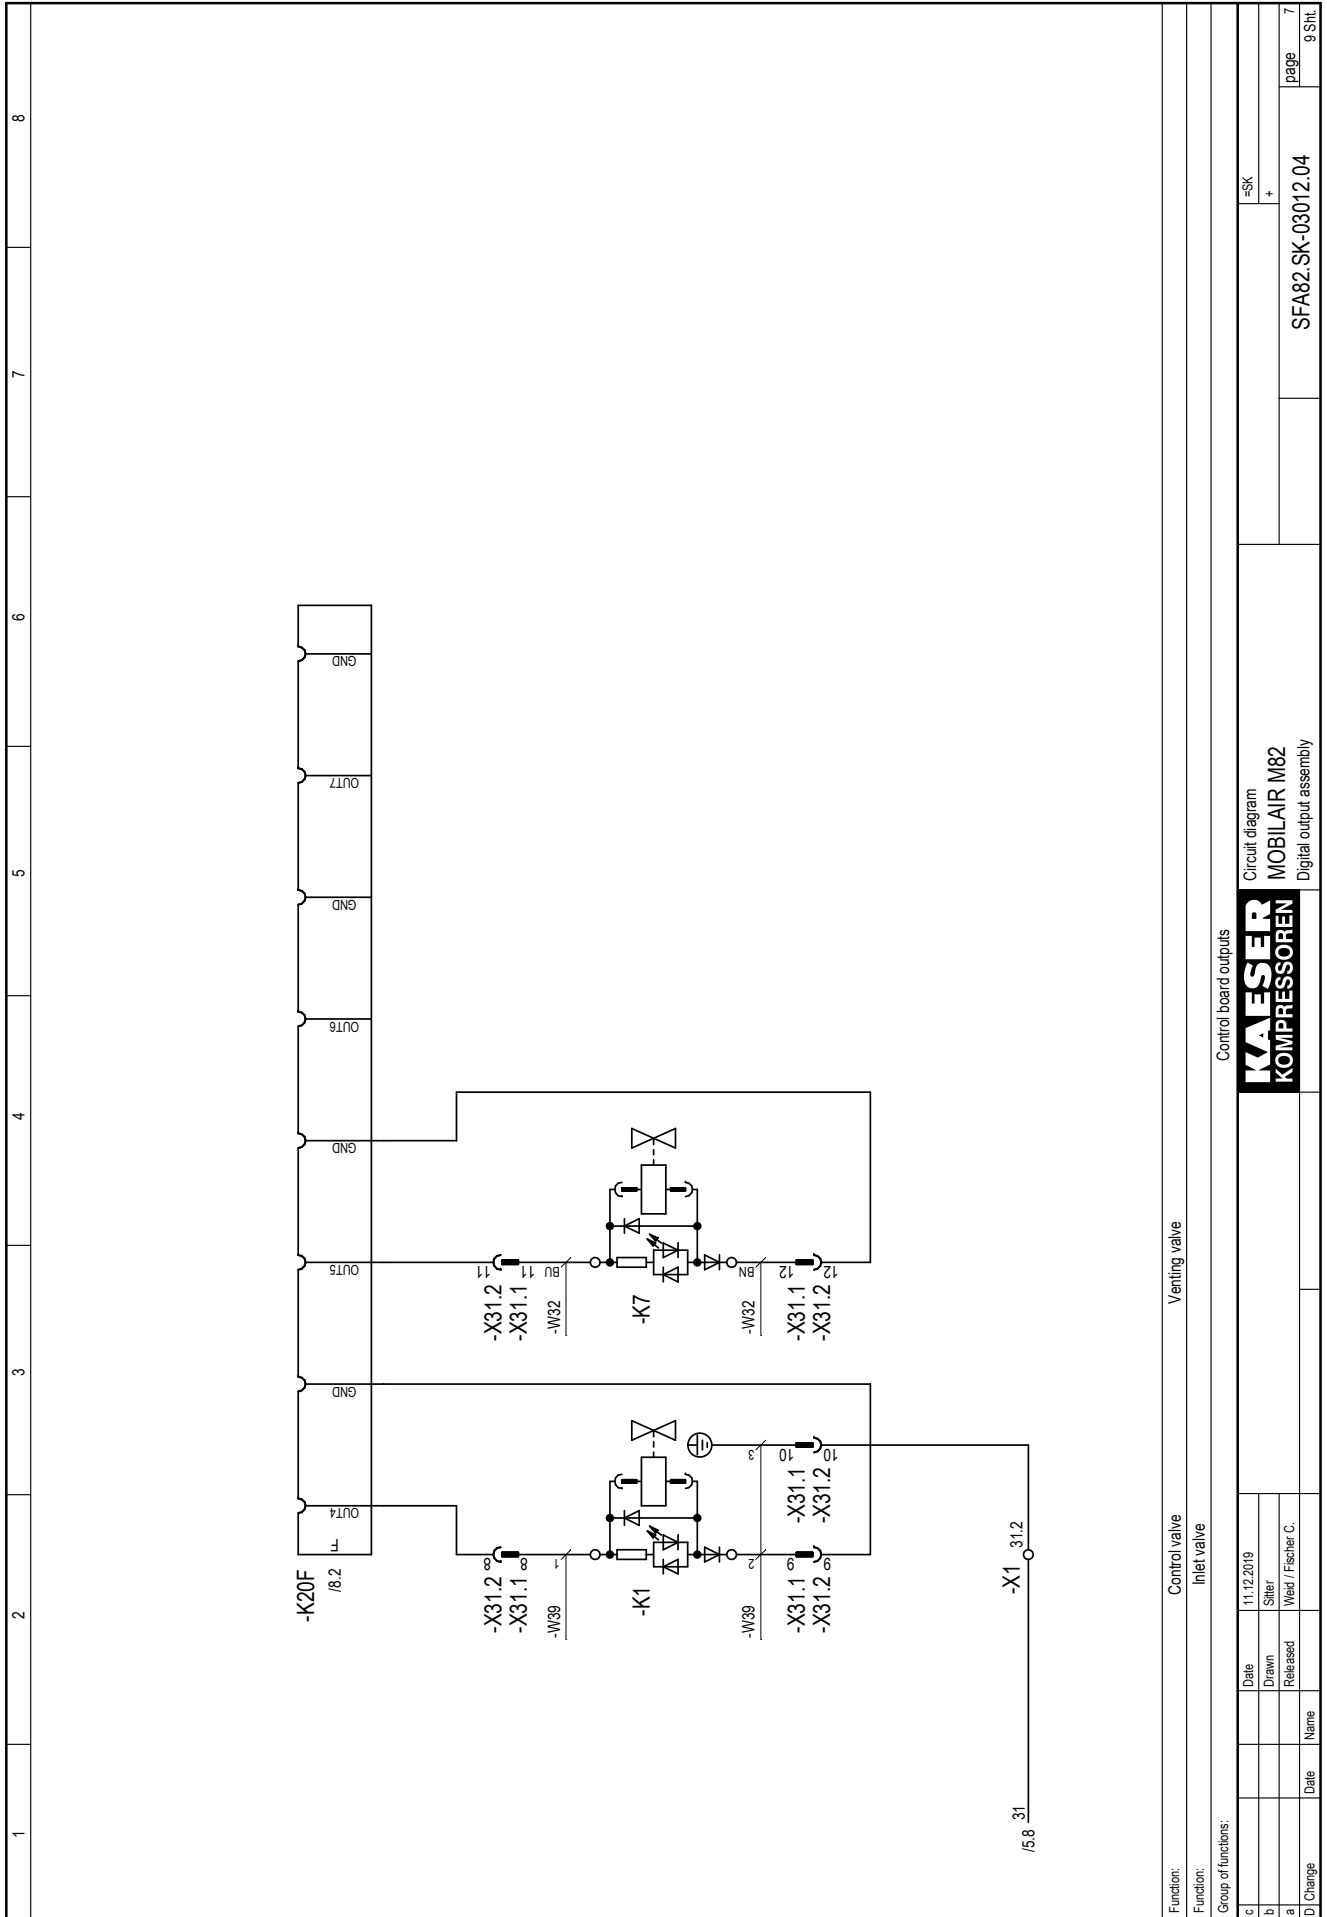 1 2 3 4 5 6 7 8
-K20F
/8.2
F
OUT4
GND
OUT5
GND
OUT6
GND
OUT7
GND
-X31.2 8
-X31.1 8
-W39 1
-K1
-W39 2 3
-X31.1 9
-X31.2 9
-X31.1 10
-X31.2 10
-X31.2 11
-X31.1 11
-W32 BU
-K7
-W32 BN
-X31.1 12
-X31.2 12
-X1 31.2
/5.8 31
Function: Control valve Venting valve
Function: Inlet valve
Group of functions: Control board outputs
c Date 11.12.2019
b Drawn Sitter
a Released Weid / Fischer C.
D Change Date Name
KAESER
KOMPRESSOREN
Circuit diagram
MOBILAIR M82
Digital output assembly
=SK
+
SFA82.SK-03012.04
page 7
9 Sht.